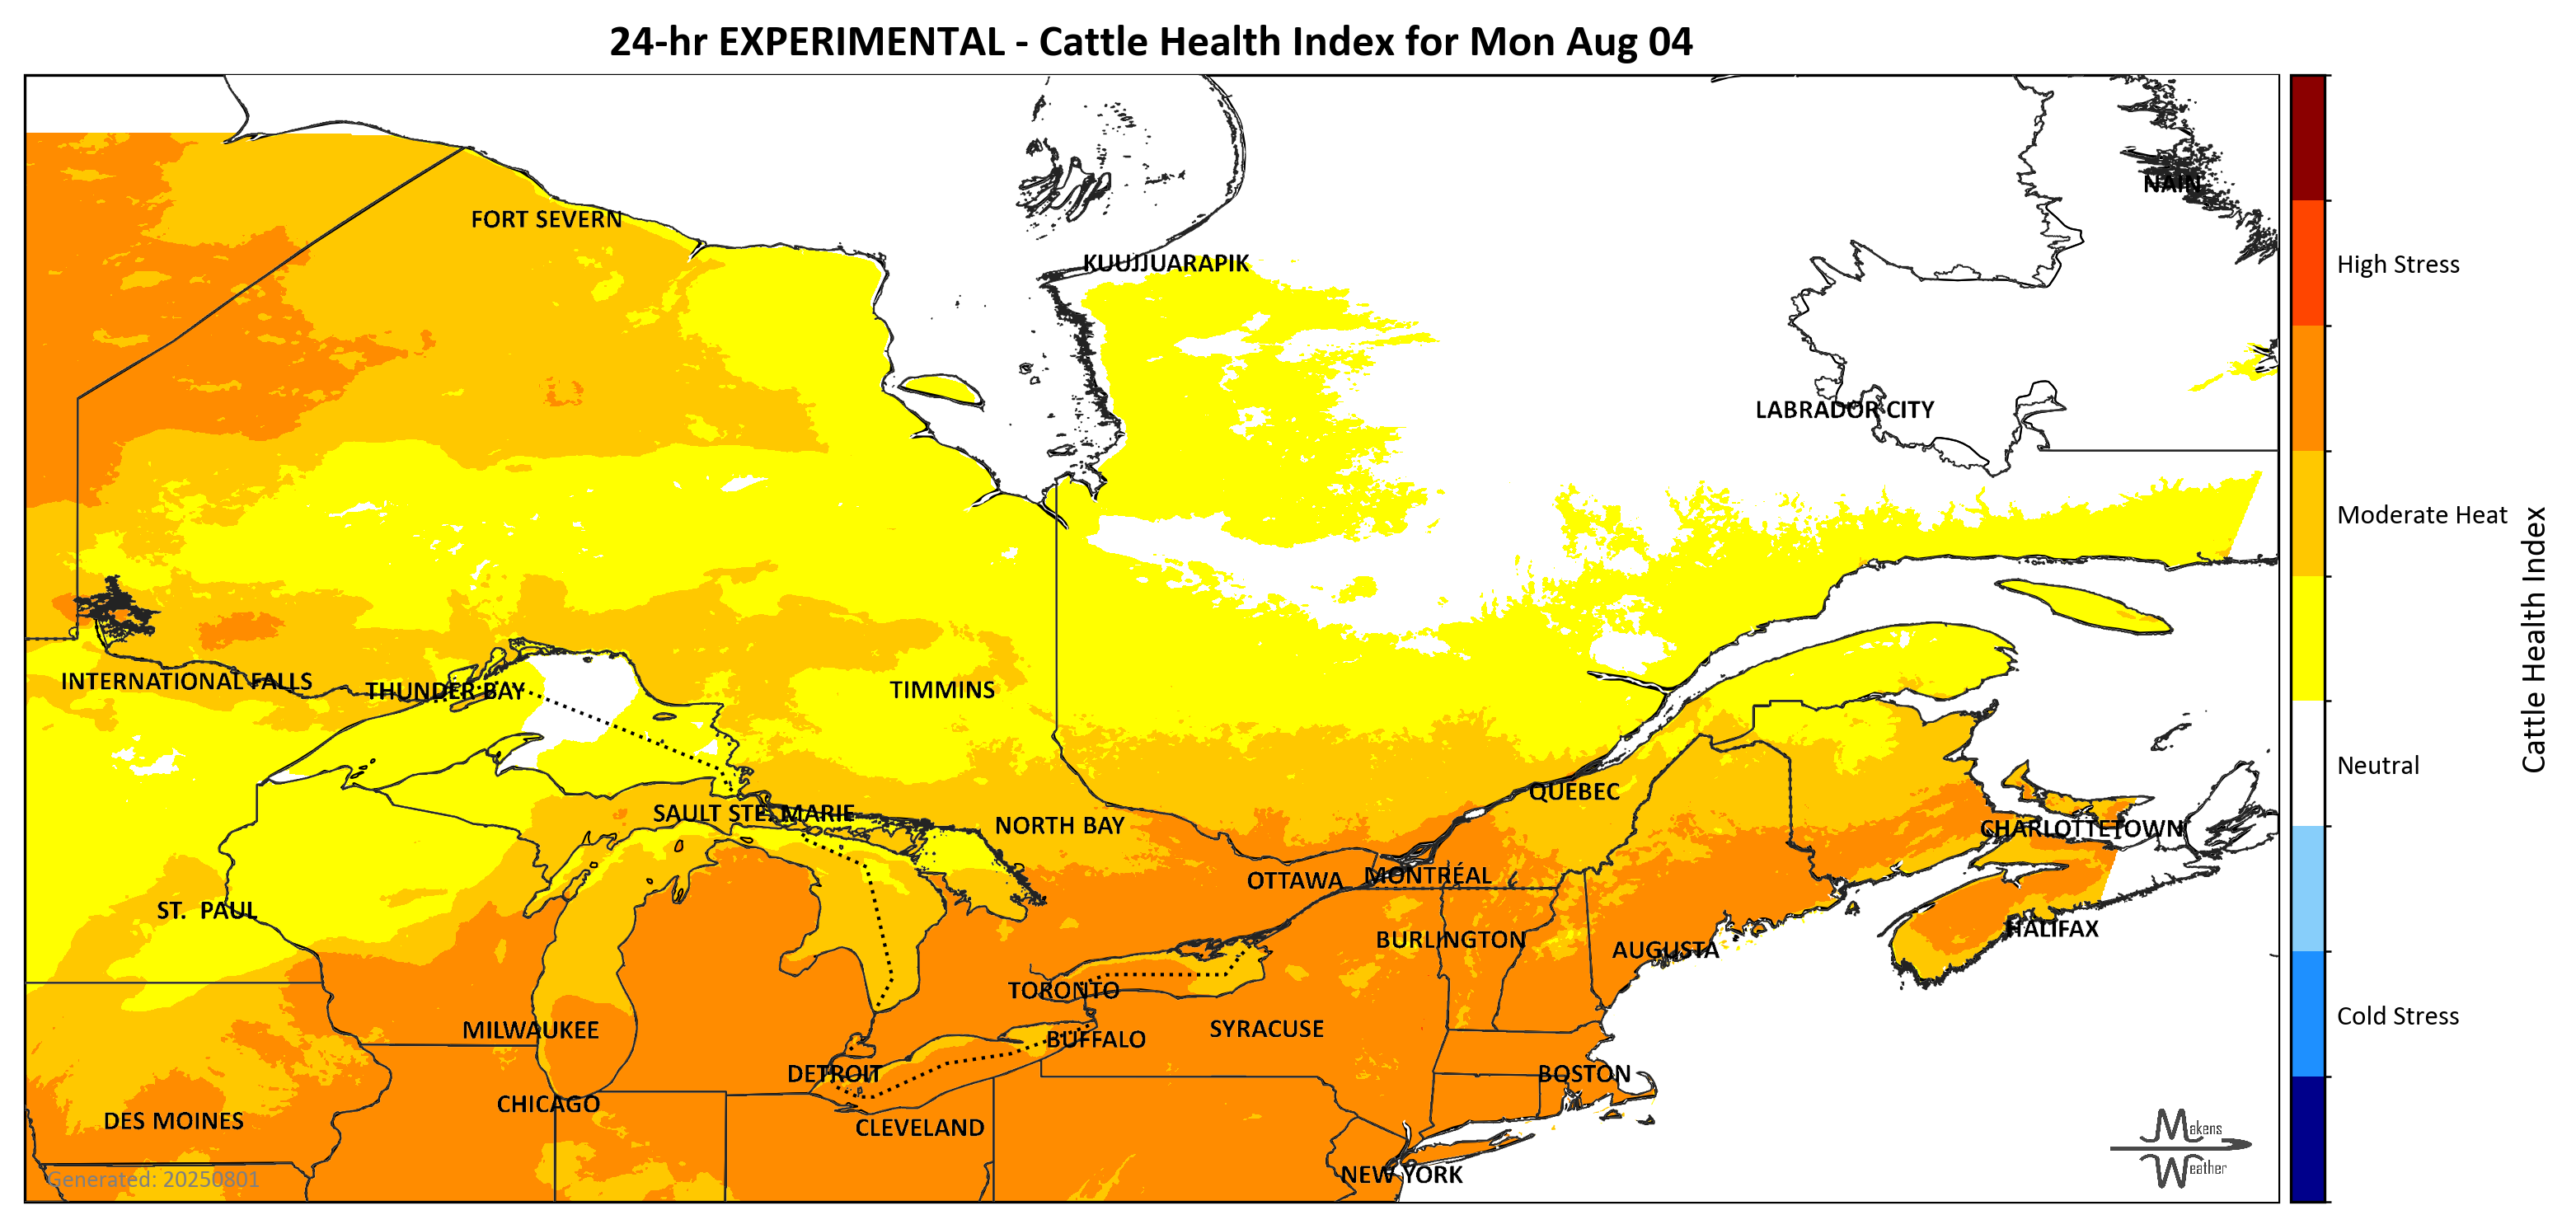 24-hr EXPERIMENTAL - Cattle Health Index for Mon Aug 04
NAIN
FORT SEVERN
KUUJJUARAPIK
High Stress
LABRADOR CITY
Moderate Heat
Cattle Health Index
INTERNATIONAL FALLS
THUNDER BAY
TIMMINS
Neutral
QUEBEC
SAULT STE. MARIE
NORTH BAY
CHARLOTTETOWN
OTTAWA
MONTRÉAL
ST. PAUL
HALIFAX
BURLINGTON
AUGUSTA
TORONTO
Cold Stress
MILWAUKEE
SYRACUSE
BUFFALO
DETROIT
BOSTON
CHICAGO
DES MOINES
CLEVELAND
Makens
Weather
NEW YORK
Generated: 20250801